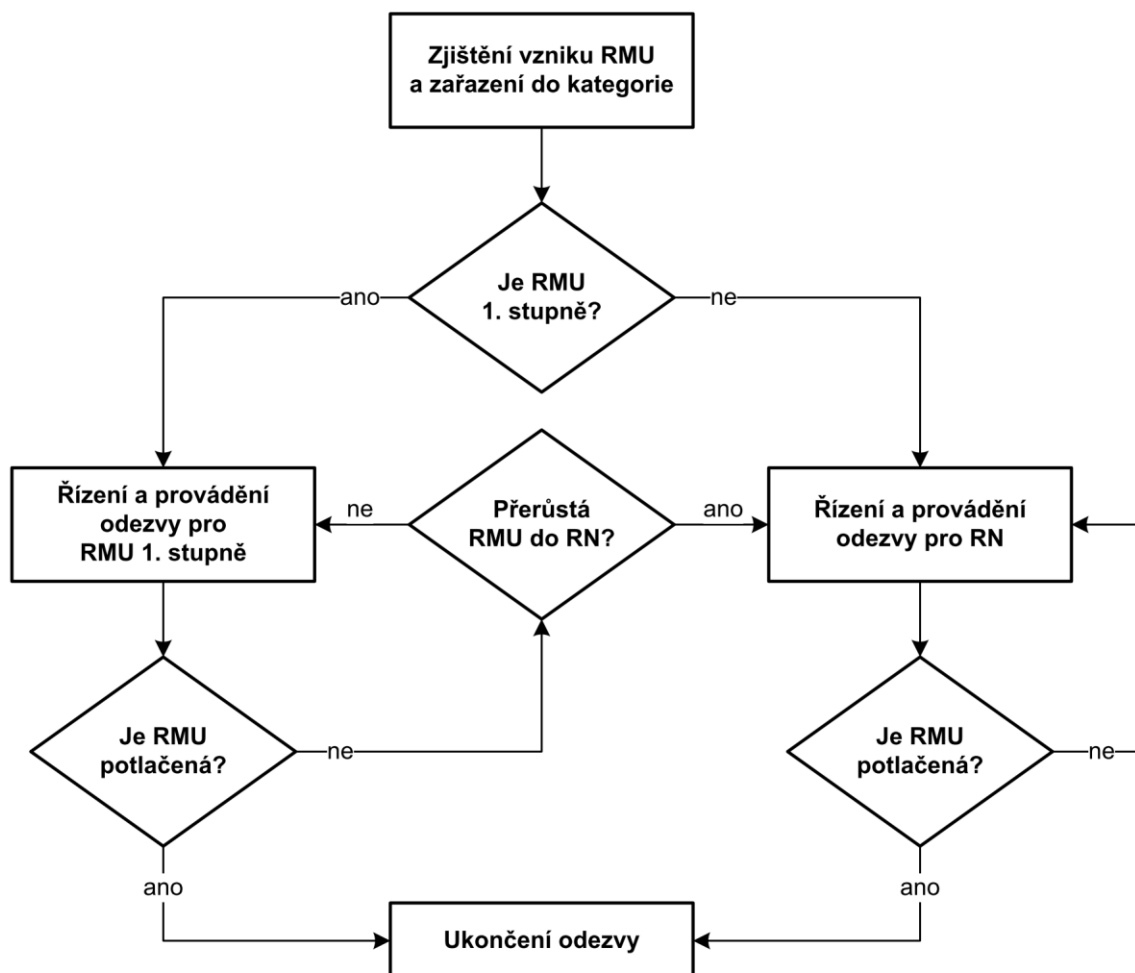 Zjištění vzniku RMU
a zařazení do kategorie
Je RMU
1. stupně?
ano
ne
Řízení a provádění
odezvy pro
RMU 1. stupně
ne
Přerůstá
RMU do RN?
ano
Řízení a provádění
odezvy pro RN
Je RMU
potlačená?
ne
Je RMU
potlačená?
ne
ano
ano
Ukončení odezvy